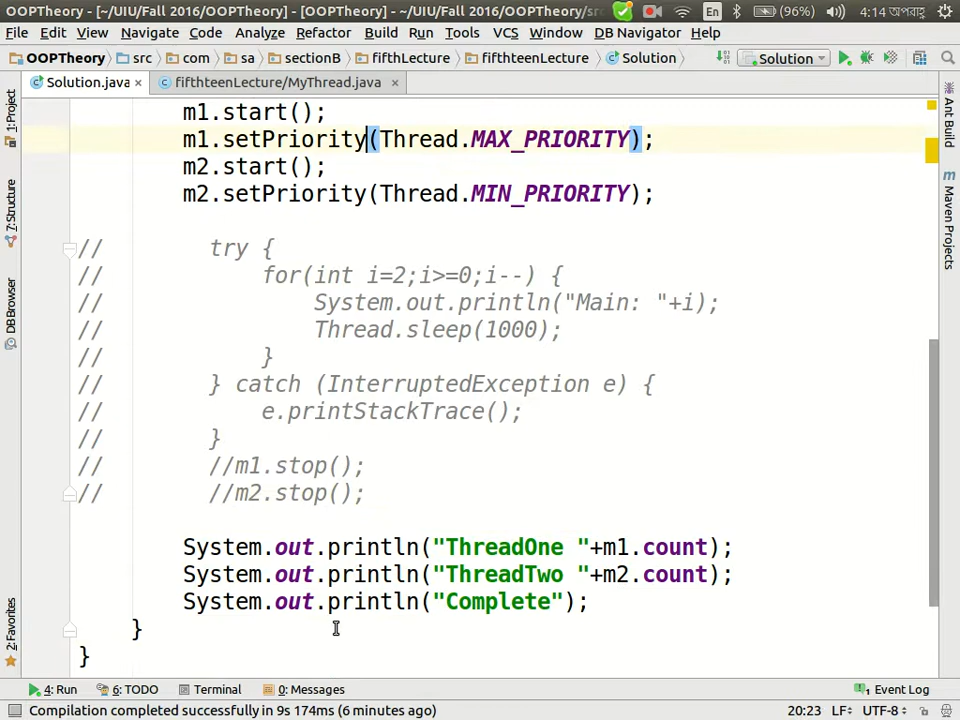 OOPTheory - [~/UIU/Fall 2016/OOPTheory] - [OOPTheory] - ~/UIU/Fall 2016/OOPTheory/sr
En (96%) 4:14 অপরাহ্ণ
File Edit View Navigate Code Analyze Refactor Build Run Tools VCS Window DB Navigator Help
OOPTheory src com sa sectionB fifthLecture fifthteenLecture Solution Solution
Solution.java × fifthteenLecture/MyThread.java ×
1:Project
7:Structure
DB Browser
2:Favorites
Ant Build
Maven Projects
m1.start();
m1.setPriority(Thread.MAX_PRIORITY);
m2.start();
m2.setPriority(Thread.MIN_PRIORITY);
// try {
// for(int i=2;i>=0;i--) {
// System.out.println("Main: "+i);
// Thread.sleep(1000);
// }
// } catch (InterruptedException e) {
// e.printStackTrace();
// }
// //m1.stop();
// //m2.stop();
System.out.println("ThreadOne "+m1.count);
System.out.println("ThreadTwo "+m2.count);
System.out.println("Complete");
}
}
4: Run 6: TODO Terminal 0: Messages 1 Event Log
Compilation completed successfully in 9s 174ms (6 minutes ago) 20:23 LF÷ UTF-8÷